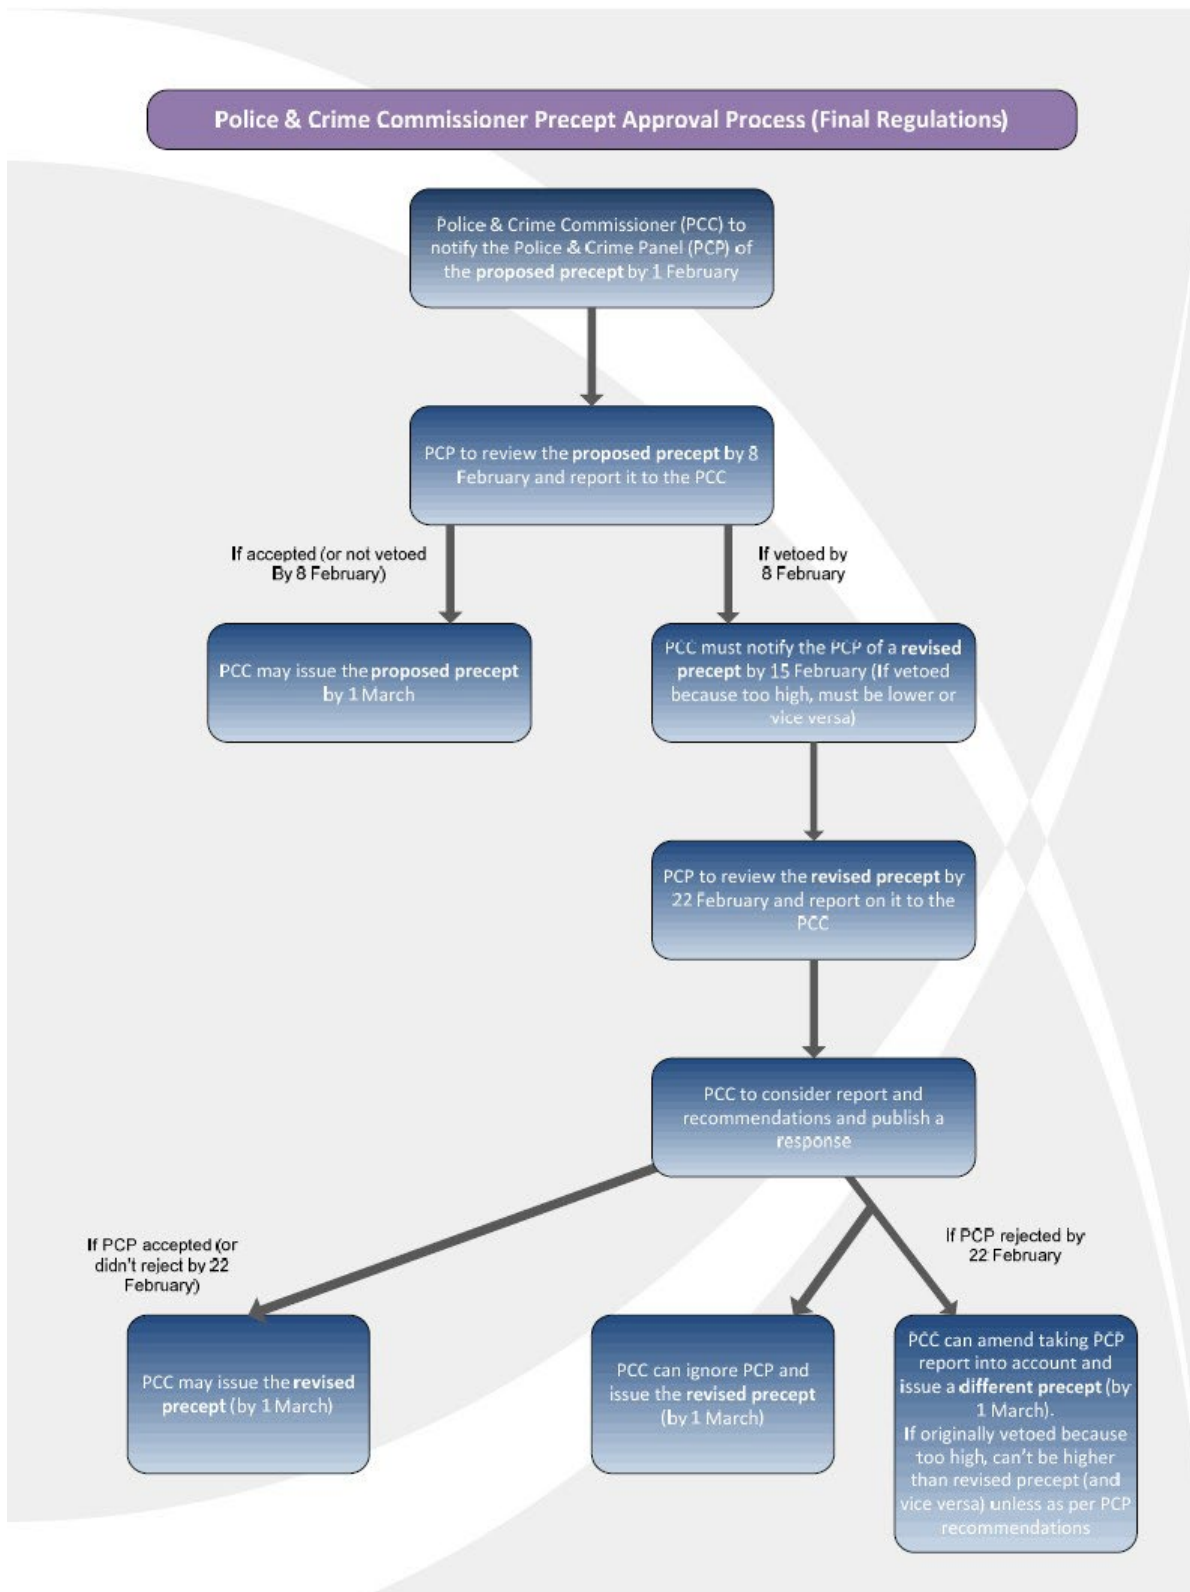 Police & Crime Commissioner Precept Approval Process (Final Regulations)
Police & Crime Commissioner (PCC) to
notify the Police & Crime Panel (PCP) of
the proposed precept by 1 February
PCP to review the proposed precept by 8
February and report it to the PCC
If accepted (or not vetoed
By 8 February)
If vetoed by
8 February
PCC may issue the proposed precept
by 1 March
PCC must notify the PCP of a revised
precept by 15 February (If vetoed
because too high, must be lower or
vice versa)
PCP to review the revised precept by
22 February and report on it to the
PCC
PCC to consider report and
recommendations and publish a
response
If PCP accepted (or
didn't reject by 22
February)
If PCP rejected by
22 February
PCC may issue the revised
precept (by 1 March)
PCC can ignore PCP and
issue the revised precept
(by 1 March)
PCC can amend taking PCP
report into account and
issue a different precept (by
1 March).
If originally vetoed because
too high, can't be higher
than revised precept (and
vice versa) unless as per PCP
recommendations